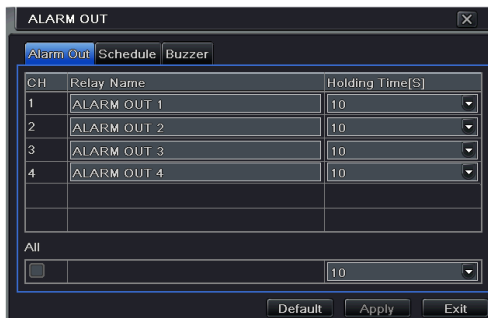 ALARM OUT
Alarm Out Schedule Buzzer
CH Relay Name Holding Time[S]
1 ALARM OUT 1 10
2 ALARM OUT 2 10
3 ALARM OUT 3 10
4 ALARM OUT 4 10
All
10
Default Apply Exit